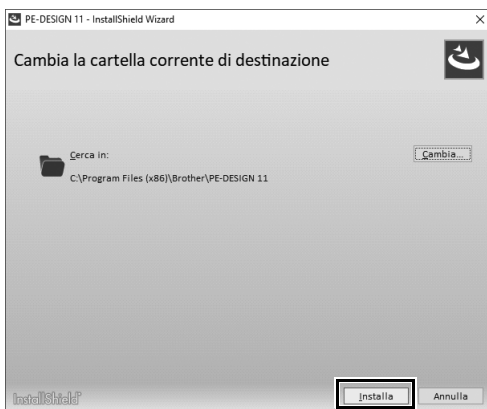 PE-DESIGN 11 - InstallShield Wizard
Cambia la cartella corrente di destinazione
Cerca in:
Cambia...
C:\Program Files (x86)\Brother\PE-DESIGN 11
InstallShield
Installa
Annulla